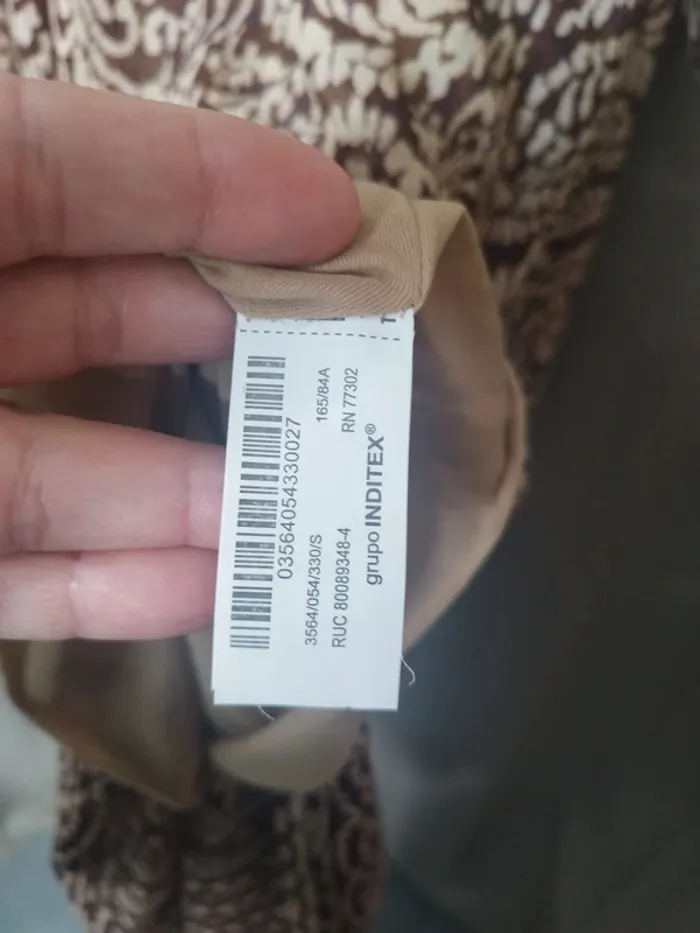 03564054330027
3564/054/330/S 165/84A
RUC 80089348-4 RN 77302
grupo INDITEX®